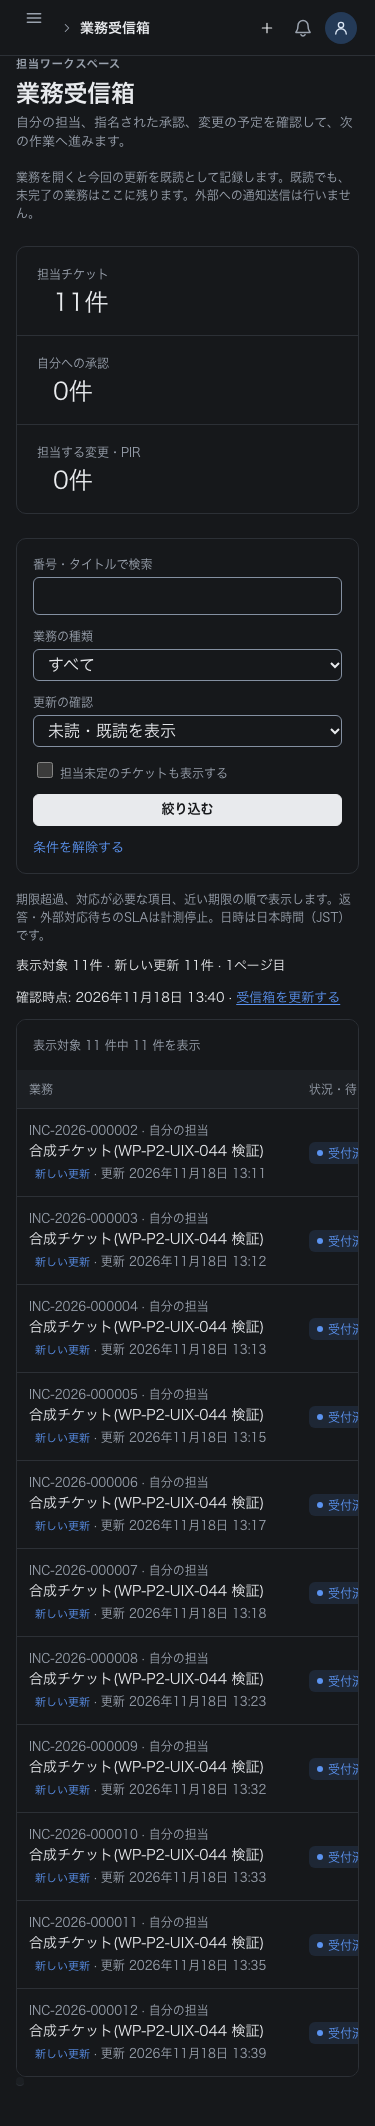 業務受信箱
担当ワークスペース
業務受信箱
自分の担当、指名された承認、変更の予定を確認して、次
の作業へ進みます。
業務を開くと今回の更新を既読として記録します。既読でも、
未完了の業務はここに残ります。外部への通知送信は行いませ
ん。
担当チケット
11件
自分への承認
0件
担当する変更・PIR
0件
番号・タイトルで検索
業務の種類
すべて
更新の確認
未読・既読を表示
担当未定のチケットも表示する
絞り込む
条件を解除する
期限超過、対応が必要な項目、近い期限の順で表示します。返
答・外部対応待ちのSLAは計測停止。日時は日本時間（JST）
です。
表示対象 11件 · 新しい更新 11件 · 1ページ目
確認時点: 2026年11月18日 13:40 · 受信箱を更新する
表示対象 11 件中 11 件を表示
業務 状況・待
INC-2026-000002 · 自分の担当
合成チケット(WP-P2-UIX-044 検証) 受付済
新しい更新 · 更新 2026年11月18日 13:11
INC-2026-000003 · 自分の担当
合成チケット(WP-P2-UIX-044 検証) 受付済
新しい更新 · 更新 2026年11月18日 13:12
INC-2026-000004 · 自分の担当
合成チケット(WP-P2-UIX-044 検証) 受付済
新しい更新 · 更新 2026年11月18日 13:13
INC-2026-000005 · 自分の担当
合成チケット(WP-P2-UIX-044 検証) 受付済
新しい更新 · 更新 2026年11月18日 13:15
INC-2026-000006 · 自分の担当
合成チケット(WP-P2-UIX-044 検証) 受付済
新しい更新 · 更新 2026年11月18日 13:17
INC-2026-000007 · 自分の担当
合成チケット(WP-P2-UIX-044 検証) 受付済
新しい更新 · 更新 2026年11月18日 13:18
INC-2026-000008 · 自分の担当
合成チケット(WP-P2-UIX-044 検証) 受付済
新しい更新 · 更新 2026年11月18日 13:23
INC-2026-000009 · 自分の担当
合成チケット(WP-P2-UIX-044 検証) 受付済
新しい更新 · 更新 2026年11月18日 13:32
INC-2026-000010 · 自分の担当
合成チケット(WP-P2-UIX-044 検証) 受付済
新しい更新 · 更新 2026年11月18日 13:33
INC-2026-000011 · 自分の担当
合成チケット(WP-P2-UIX-044 検証) 受付済
新しい更新 · 更新 2026年11月18日 13:35
INC-2026-000012 · 自分の担当
合成チケット(WP-P2-UIX-044 検証) 受付済
新しい更新 · 更新 2026年11月18日 13:39